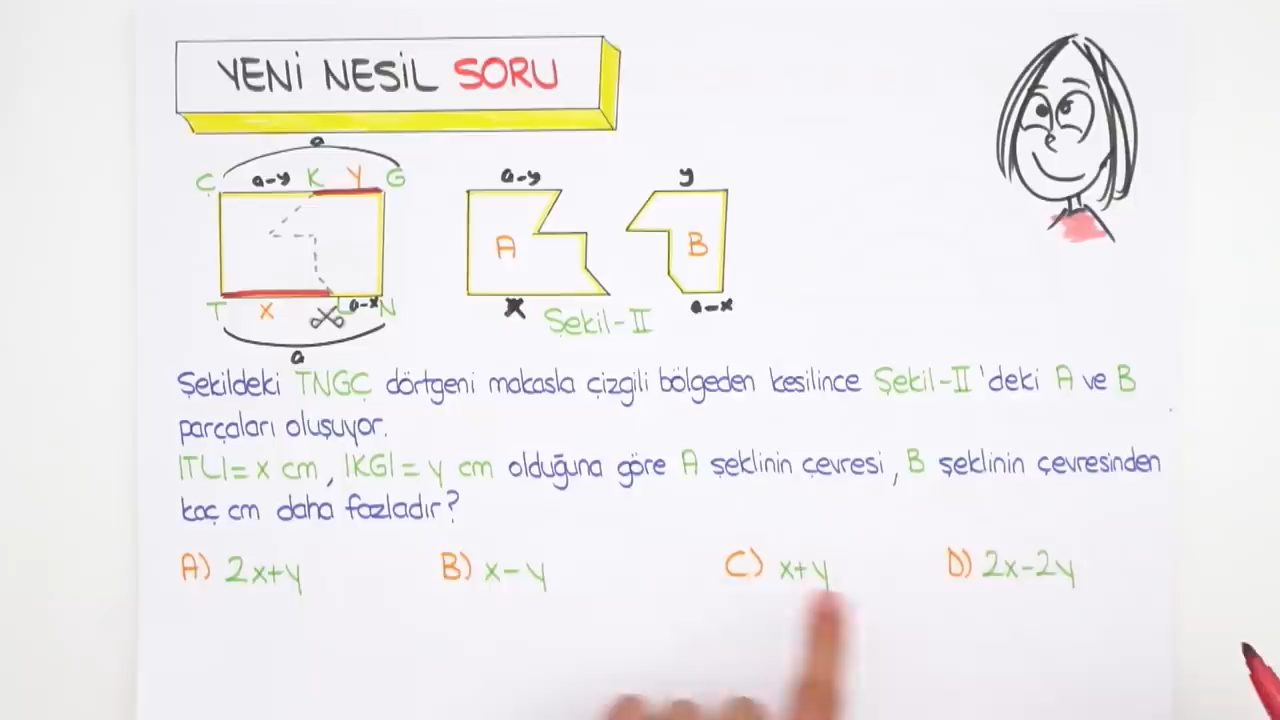 YENİ NESİL SORU
a
Ç a-y K Y G
T X L a-x N
a
a-y y
A B
x a-x
Şekil-II
Şekildeki TNGÇ dörtgeni makasla çizgili bölgeden kesilince Şekil-II'deki A ve B
parçaları oluşuyor.
|TL|= x cm, |KG|= y cm olduğuna göre A şeklinin çevresi, B şeklinin çevresinden
kaç cm daha fazladır?
A) 2x+y B) x-y C) x+y D) 2x-2y